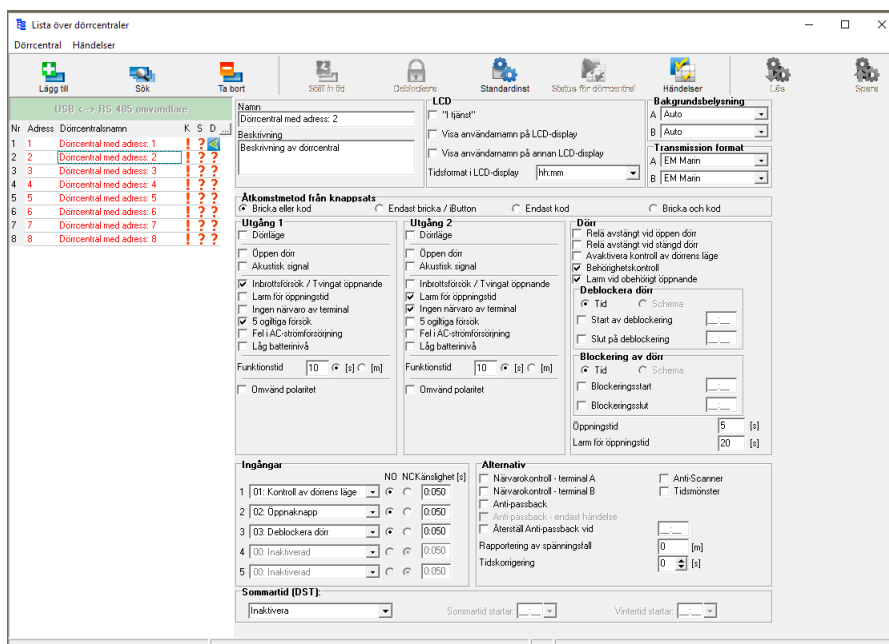 Lista över dörrcentraler
Dörrcentral Händelser
Lägg till Sök Ta bort Ställ in tid Deblockera Standardinst Status för dörrcentral Händelser Läs Spara
USB <-> RS 485 omvandlare
Nr Adress Dörrcentralsnamn K S D ...
1 1 Dörrcentral med adress: 1 ! ?
2 2 Dörrcentral med adress: 2 ! ? ?
3 3 Dörrcentral med adress: 3 ! ? ?
4 4 Dörrcentral med adress: 4 ! ? ?
5 5 Dörrcentral med adress: 5 ! ? ?
6 6 Dörrcentral med adress: 6 ! ? ?
7 7 Dörrcentral med adress: 7 ! ? ?
8 8 Dörrcentral med adress: 8 ! ? ?
Namn
Dörrcentral med adress: 2
Beskrivning
Beskrivning av dörrcentral
LCD
"I tjänst"
Visa användarnamn på LCD-display
Visa användarnamn på annan LCD-display
Tidsformat i LCD-display hh:mm
Bakgrundsbelysning
A Auto
B Auto
Transmission format
A EM Marin
B EM Marin
Åtkomstmetod från knappsats
Bricka eller kod Endast bricka / iButton Endast kod Bricka och kod
Utgång 1
Dörrläge
Öppen dörr
Akustisk signal
Inbrottsförsök / Tvingat öppnande
Larm för öppningstid
Ingen närvaro av terminal
5 ogiltiga försök
Fel i AC-strömförsörjning
Låg batterinivå
Funktionstid 10 [s] [m]
Omvänd polaritet
Utgång 2
Dörrläge
Öppen dörr
Akustisk signal
Inbrottsförsök / Tvingat öppnande
Larm för öppningstid
Ingen närvaro av terminal
5 ogiltiga försök
Fel i AC-strömförsörjning
Låg batterinivå
Funktionstid 10 [s] [m]
Omvänd polaritet
Dörr
Relä avstängt vid öppen dörr
Relä avstängt vid stängd dörr
Avaktivera kontroll av dörrens läge
Behörighetskontroll
Larm vid obehörigt öppnande
Deblockera dörr
Tid Schema
Start av deblockering __:__
Slut på deblockering __:__
Blockering av dörr
Tid Schema
Blockeringsstart __:__
Blockeringsslut __:__
Öppningstid 5 [s]
Larm för öppningstid 20 [s]
Ingångar
NO NC Känslighet [s]
1 01: Kontroll av dörrens läge 0:050
2 02: Öppnaknapp 0:050
3 03: Deblockera dörr 0:050
4 00: Inaktiverad 0:050
5 00: Inaktiverad 0:050
Alternativ
Närvarokontroll - terminal A Anti-Scanner
Närvarokontroll - terminal B Tidsmönster
Anti-passback
Anti-passback - endast händelse
Återställ Anti-passback vid __:__
Rapportering av spänningsfall 0 [m]
Tidskorrigering 0 [s]
Sommartid (DST):
Inaktivera Sommartid startar: __:__ Vintertid startar: __:__